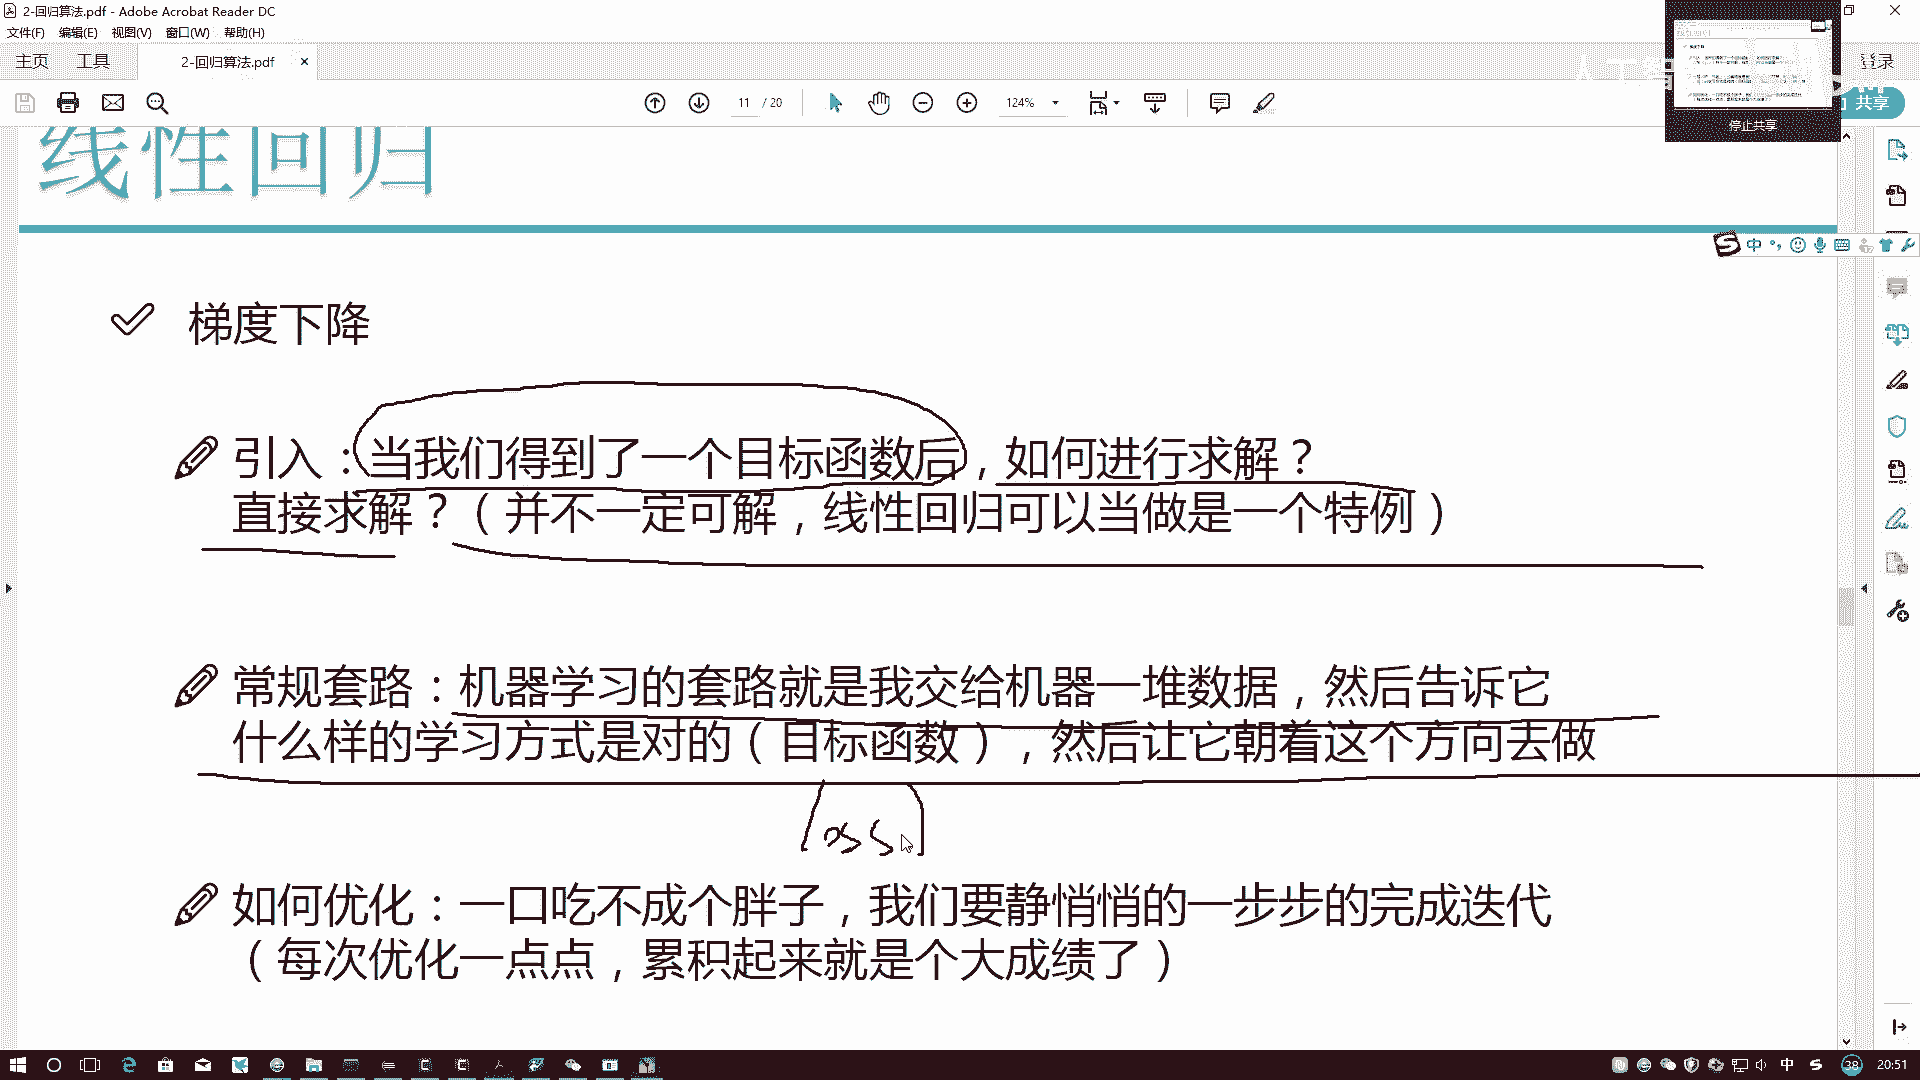 2-回归算法.pdf - Adobe Acrobat Reader DC
文件(F) 编辑(E) 视图(V) 窗口(W) 帮助(H)
主页 工具 2-回归算法.pdf × 登录
11 / 20 124% 共享
停止共享
线性回归
中
梯度下降
引入：当我们得到了一个目标函数后，如何进行求解？
直接求解？（并不一定可解，线性回归可以当做是一个特例）
常规套路：机器学习的套路就是我交给机器一堆数据，然后告诉它
什么样的学习方式是对的（目标函数），然后让它朝着这个方向去做
loss
如何优化：一口吃不成个胖子，我们要静悄悄的一步步的完成迭代
（每次优化一点点，累积起来就是个大成绩了）
中 38 20:51